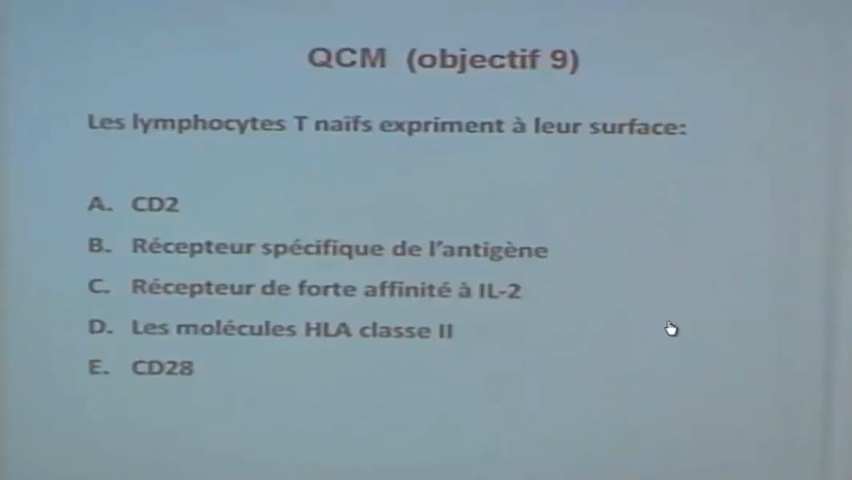 QCM (objectif 9)
Les lymphocytes T naïfs expriment à leur surface:
A. CD2
B. Récepteur spécifique de l'antigène
C. Récepteur de forte affinité à IL-2
D. Les molécules HLA classe II
E. CD28